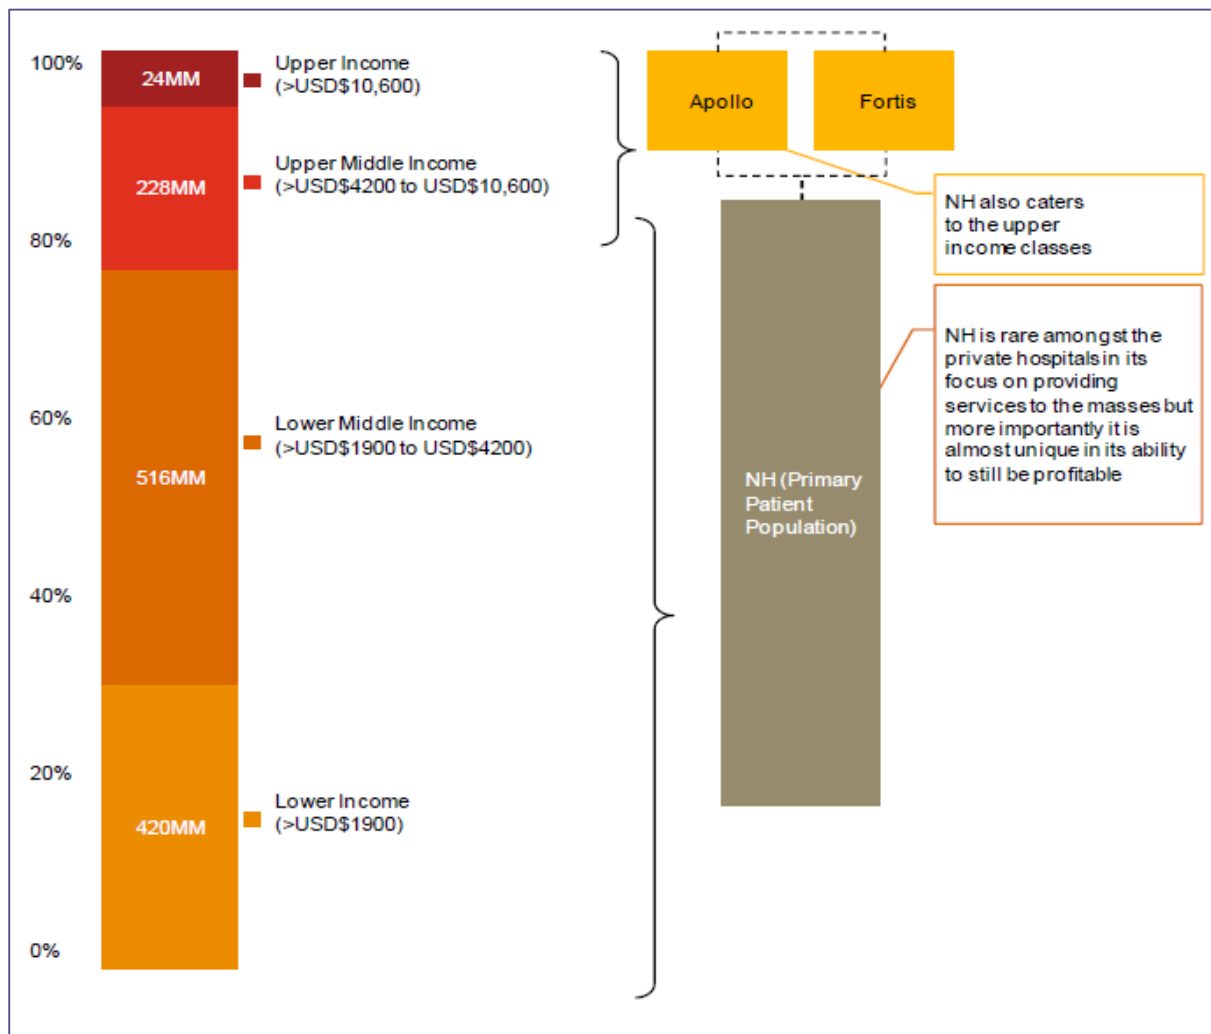 100%
80%
60%
40%
20%
0%
24MM
228MM
516MM
420MM
Upper Income
(>USD$10,600)
Upper Middle Income
(>USD$4200 to USD$10,600)
Lower Middle Income
(>USD$1900 to USD$4200)
Lower Income
(>USD$1900)
Apollo
Fortis
NH (Primary
Patient
Population)
NH also caters
to the upper
income classes
NH is rare amongst the
private hospitals in its
focus on providing
services to the masses but
more importantly it is
almost unique in its ability
to still be profitable